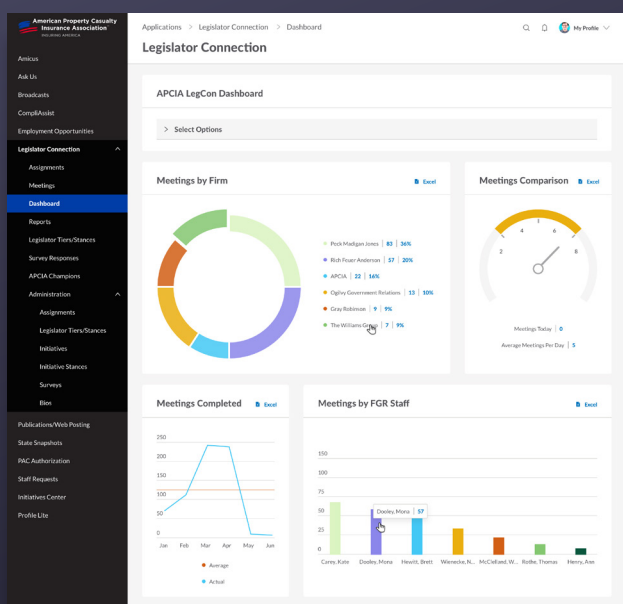 American Property Casualty
Insurance Association
INSURING AMERICA
Amicus
Ask Us
Broadcasts
CompliAssist
Employment Opportunities
Legislator Connection
Assignments
Meetings
Dashboard
Reports
Legislator Tiers/Stances
Survey Responses
APCIA Champions
Administration
Assignments
Legislator Tiers/Stances
Initiatives
Initiative Stances
Surveys
Bios
Publications/Web Posting
State Snapshots
PAC Authorization
Staff Requests
Initiatives Center
Profile Lite
Applications > Legislator Connection > Dashboard
My Profile
Legislator Connection
APCIA LegCon Dashboard
> Select Options
Meetings by Firm
Excel
Peck Madigan Jones | 83 | 36%
Rich Feuer Anderson | 57 | 20%
APCIA | 22 | 16%
Ogilvy Government Relations | 13 | 10%
Gray Robinson | 9 | 9%
The Williams Group | 7 | 9%
Meetings Comparison
Excel
2
4
6
8
Meetings Today | 0
Average Meetings Per Day | 5
Meetings Completed
Excel
250
200
150
100
50
0
Jan Feb Mar Apr May Jun
Average
Actual
Meetings by FGR Staff
Excel
150
100
75
50
25
0
Dooley, Mona | 57
Carey, Kate Dooley, Mona Hewitt, Brett Wienecke, N... McClelland, W... Rothe, Thomas Henry, Ase